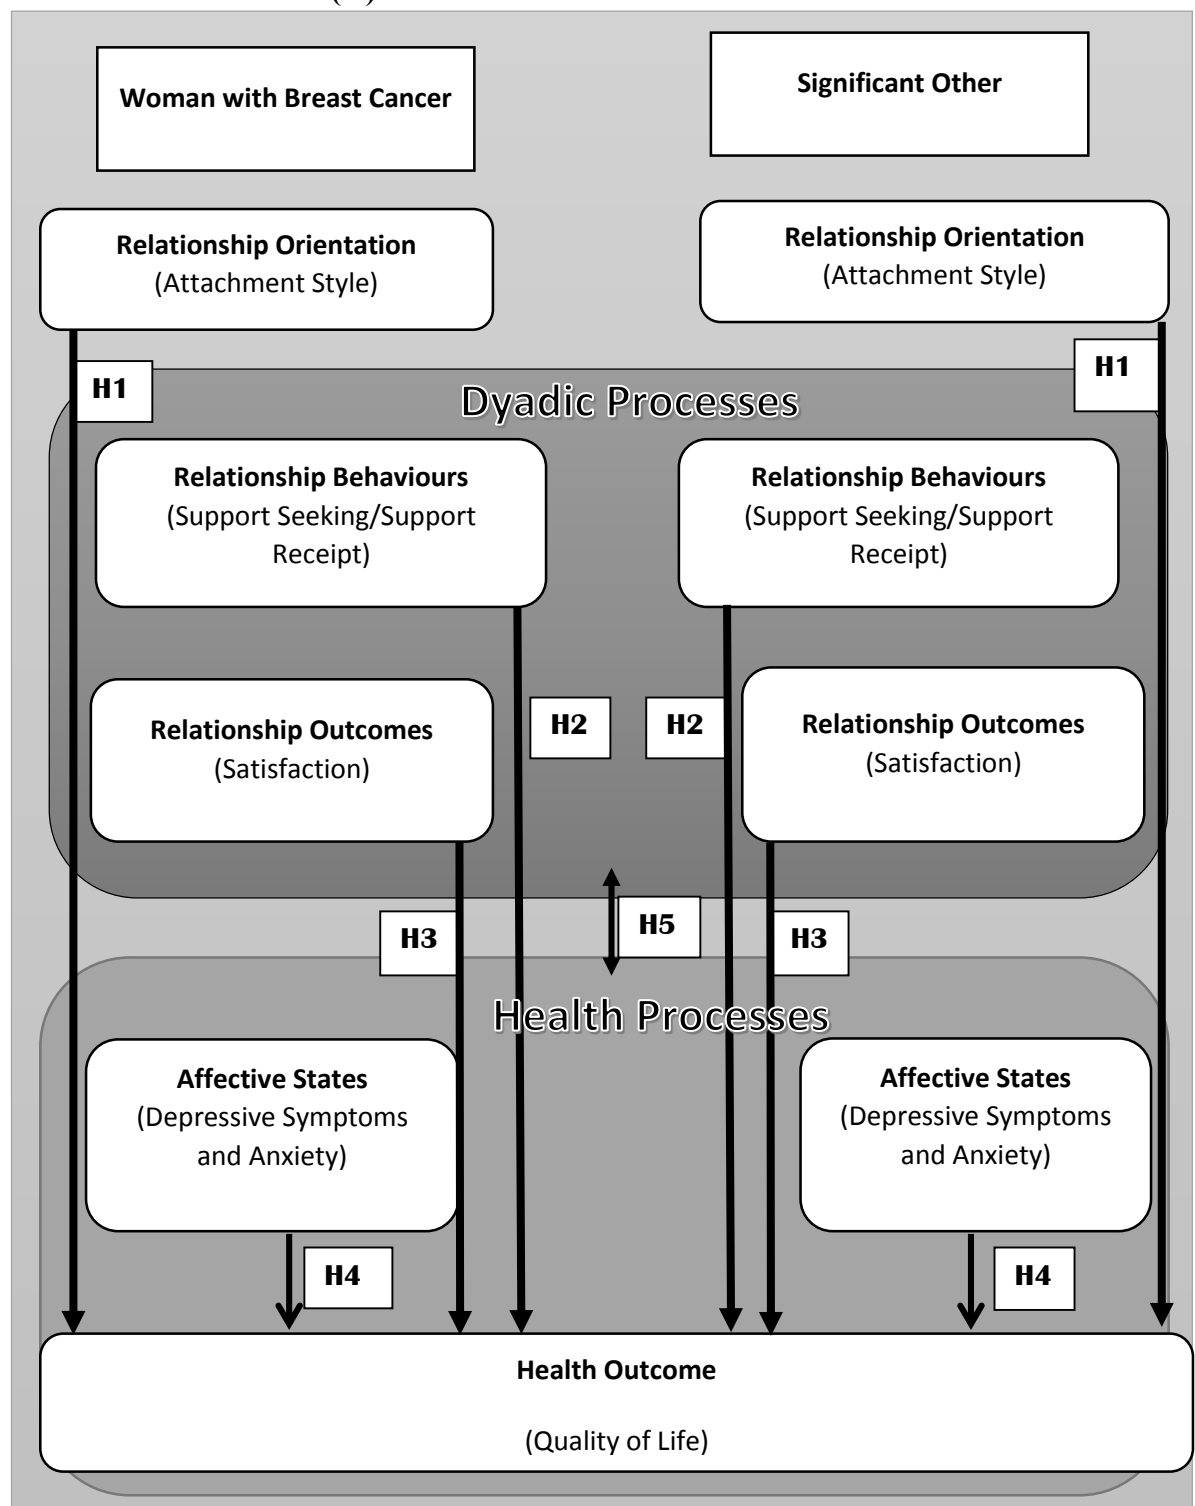 Woman with Breast Cancer
Significant Other
Relationship Orientation
(Attachment Style)
Relationship Orientation
(Attachment Style)
H1
H1
Dyadic Processes
Relationship Behaviours
(Support Seeking/Support
Receipt)
Relationship Behaviours
(Support Seeking/Support
Receipt)
H2
H2
Relationship Outcomes
(Satisfaction)
Relationship Outcomes
(Satisfaction)
H3
H5
H3
Health Processes
Affective States
(Depressive Symptoms
and Anxiety)
Affective States
(Depressive Symptoms
and Anxiety)
H4
H4
Health Outcome
(Quality of Life)